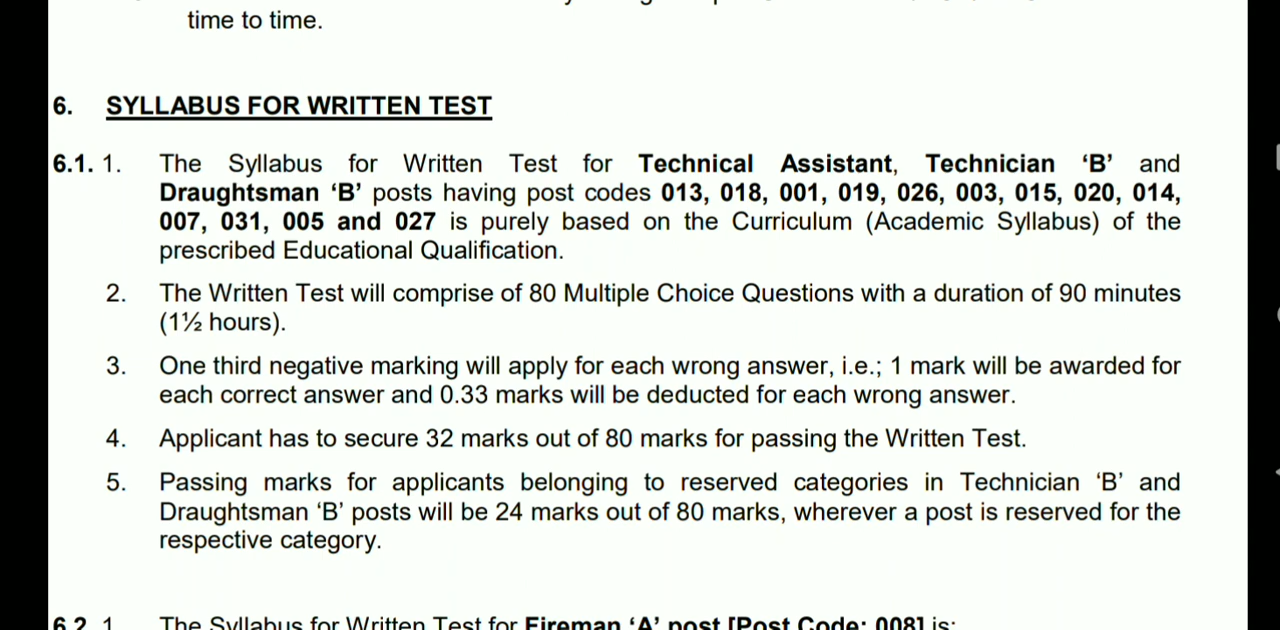 time to time.
6. SYLLABUS FOR WRITTEN TEST
6.1. 1. The Syllabus for Written Test for Technical Assistant, Technician ‘B’ and
Draughtsman ‘B’ posts having post codes 013, 018, 001, 019, 026, 003, 015, 020, 014,
007, 031, 005 and 027 is purely based on the Curriculum (Academic Syllabus) of the
prescribed Educational Qualification.
2. The Written Test will comprise of 80 Multiple Choice Questions with a duration of 90 minutes
(1½ hours).
3. One third negative marking will apply for each wrong answer, i.e.; 1 mark will be awarded for
each correct answer and 0.33 marks will be deducted for each wrong answer.
4. Applicant has to secure 32 marks out of 80 marks for passing the Written Test.
5. Passing marks for applicants belonging to reserved categories in Technician ‘B’ and
Draughtsman ‘B’ posts will be 24 marks out of 80 marks, wherever a post is reserved for the
respective category.
6.2. 1. The Syllabus for Written Test for Fireman ‘A’ post [Post Code: 008] is: